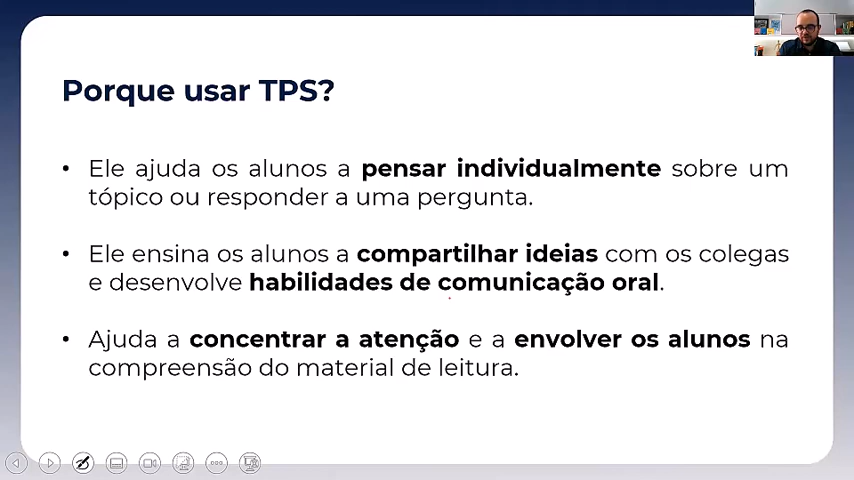 Porque usar TPS?
• Ele ajuda os alunos a pensar individualmente sobre um
tópico ou responder a uma pergunta.
• Ele ensina os alunos a compartilhar ideias com os colegas
e desenvolve habilidades de comunicação oral.
• Ajuda a concentrar a atenção e a envolver os alunos na
compreensão do material de leitura.